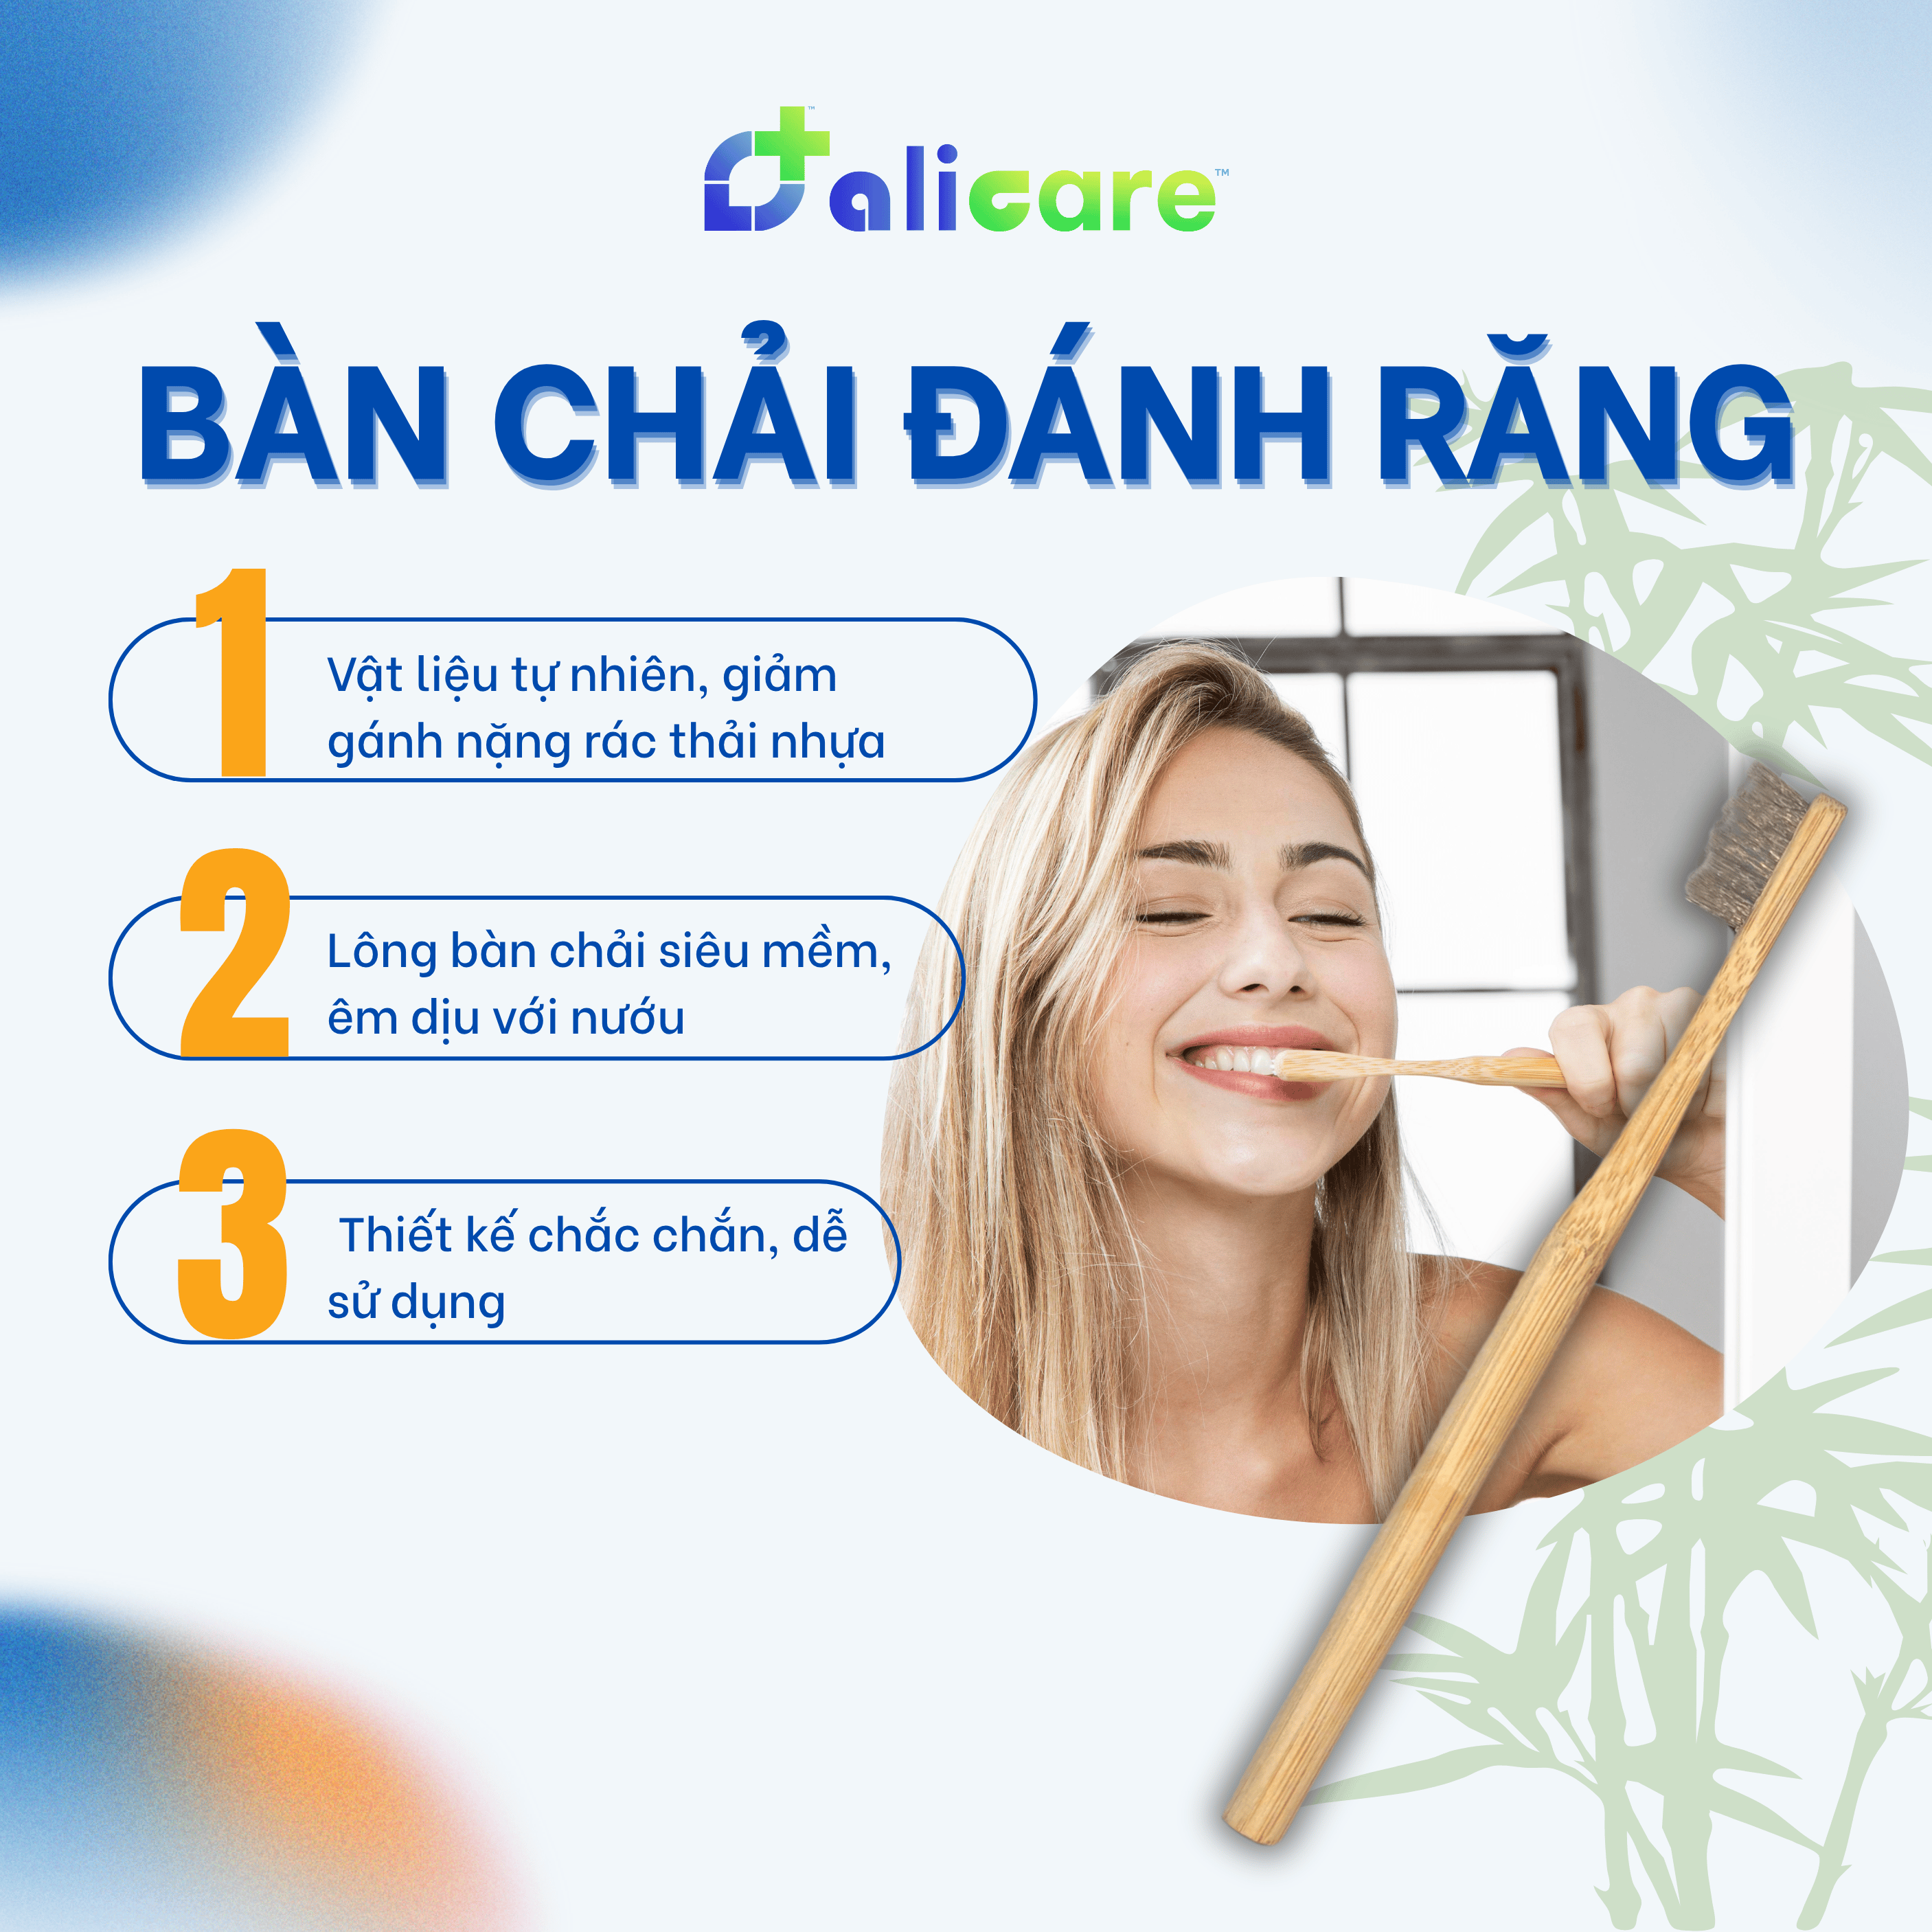 alicare™
BÀN CHẢI ĐÁNH RĂNG
1
Vật liệu tự nhiên, giảm
gánh nặng rác thải nhựa
2
Lông bàn chải siêu mềm,
êm dịu với nướu
3
Thiết kế chắc chắn, dễ
sử dụng